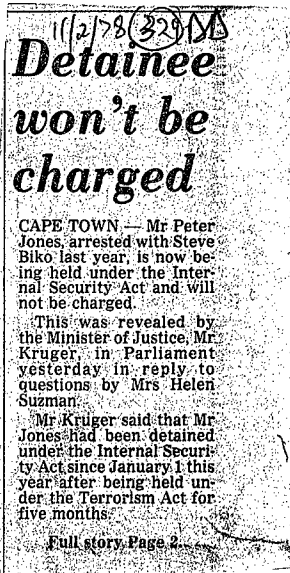 11/2/78 329 DD
Detainee
won't be
charged
CAPE TOWN — Mr Peter
Jones, arrested with Steve
Biko last year, is now be-
ing held under the Inter-
nal Security Act and will
not be charged.
This was revealed by
the Minister of Justice, Mr
Kruger, in Parliament
yesterday in reply to
questions by Mrs Helen
Suzman.
Mr Kruger said that Mr
Jones had been detained
under the Internal Securi-
ty Act since January 1 this
year after being held un-
der the Terrorism Act for
five months.
Full story Page 2